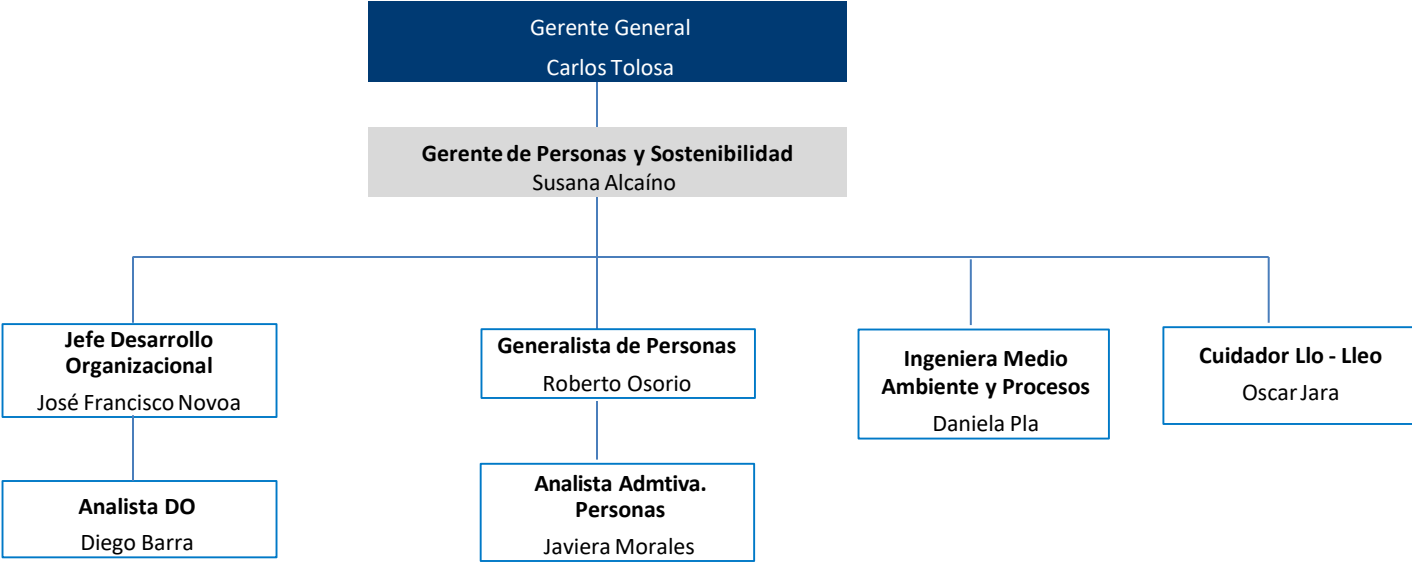 Gerente General
Carlos Tolosa
Gerente de Personas y Sostenibilidad
Susana Alcaíno
Jefe Desarrollo
Organizacional
José Francisco Novoa
Generalista de Personas
Roberto Osorio
Ingeniera Medio
Ambiente y Procesos
Daniela Pla
Cuidador Llo - Lleo
Oscar Jara
Analista DO
Diego Barra
Analista Admtiva.
Personas
Javiera Morales